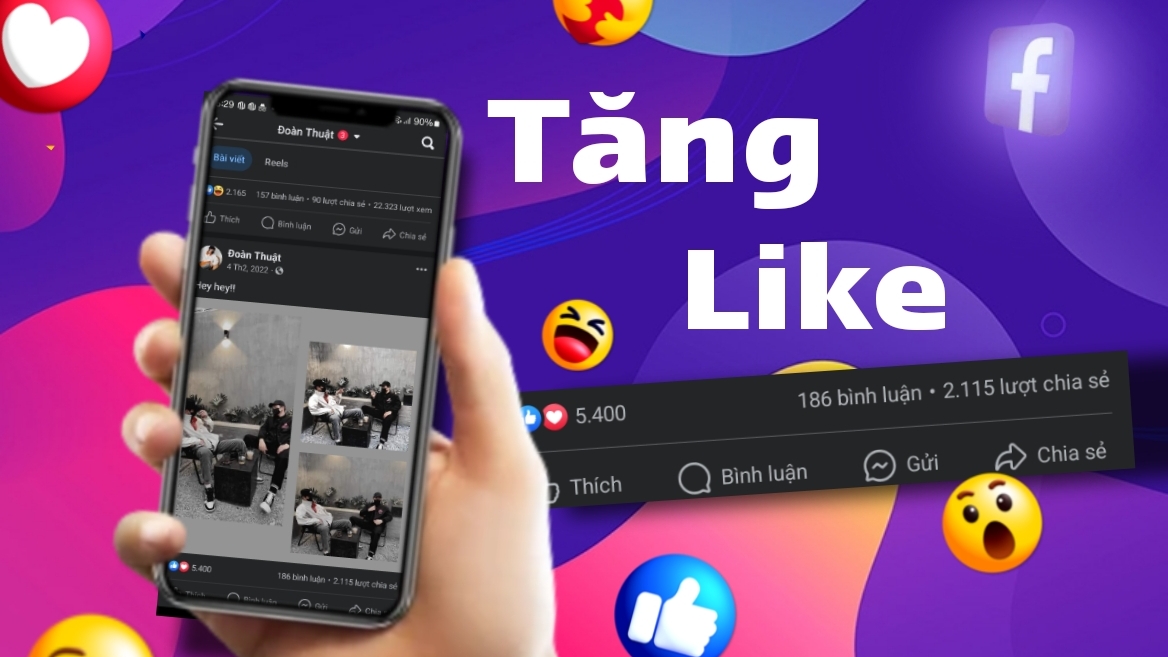 Tăng
Like
:29 90%
Đoàn Thuật 3
Bài viết Reels
2.165 157 bình luận • 90 lượt chia sẻ • 22.323 lượt xem
Thích Bình luận Gửi Chia sẻ
Đoàn Thuật
4 Th2, 2022 ·
Hey hey!!
5.400 186 bình luận • 2.115 lượt chia sẻ
Thích Bình luận Gửi Chia
5.400 186 bình luận • 2.115 lượt chia sẻ
Thích Bình luận Gửi Chia sẻ
f